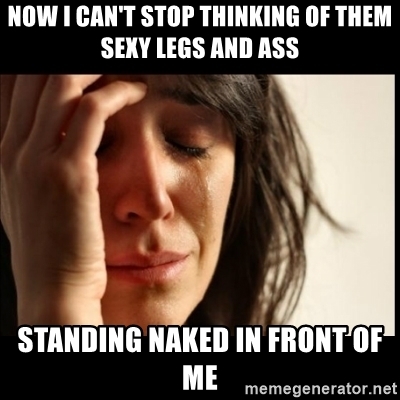 NOW I CAN'T STOP THINKING OF THEM
SEXY LEGS AND ASS
STANDING NAKED IN FRONT OF
ME
memegenerator.net